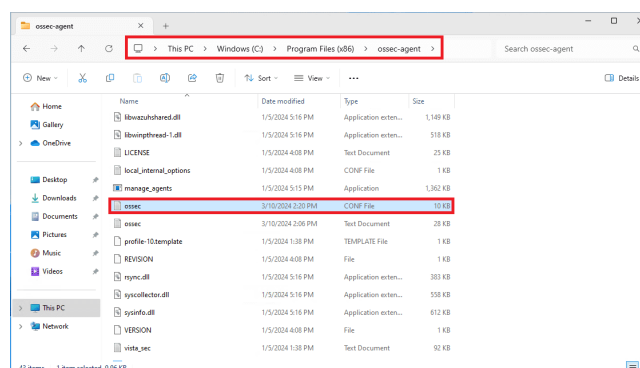 ossec-agent
This PC > Windows (C:) > Program Files (x86) > ossec-agent >
Search ossec-agent
New
Sort
View
Details
Name Date modified Type Size
Home
Gallery
OneDrive
Desktop
Downloads
Documents
Pictures
Music
Videos
This PC
Network
libwazuhshared.dll 1/5/2024 5:16 PM Application exten... 1,149 KB
libwinpthread-1.dll 1/5/2024 5:16 PM Application exten... 518 KB
LICENSE 1/5/2024 4:08 PM Text Document 25 KB
local_internal_options 1/5/2024 4:08 PM CONF File 1 KB
manage_agents 1/5/2024 5:15 PM Application 1,362 KB
ossec 3/10/2024 2:20 PM CONF File 10 KB
ossec 3/10/2024 2:06 PM Text Document 28 KB
profile-10.template 1/5/2024 1:38 PM TEMPLATE File 1 KB
REVISION 1/5/2024 4:08 PM File 1 KB
rsync.dll 1/5/2024 5:16 PM Application exten... 383 KB
syscollector.dll 1/5/2024 5:16 PM Application exten... 558 KB
sysinfo.dll 1/5/2024 5:16 PM Application exten... 612 KB
VERSION 1/5/2024 4:08 PM File 1 KB
vista_sec 1/5/2024 1:38 PM Text Document 92 KB
items 1 item selected KB